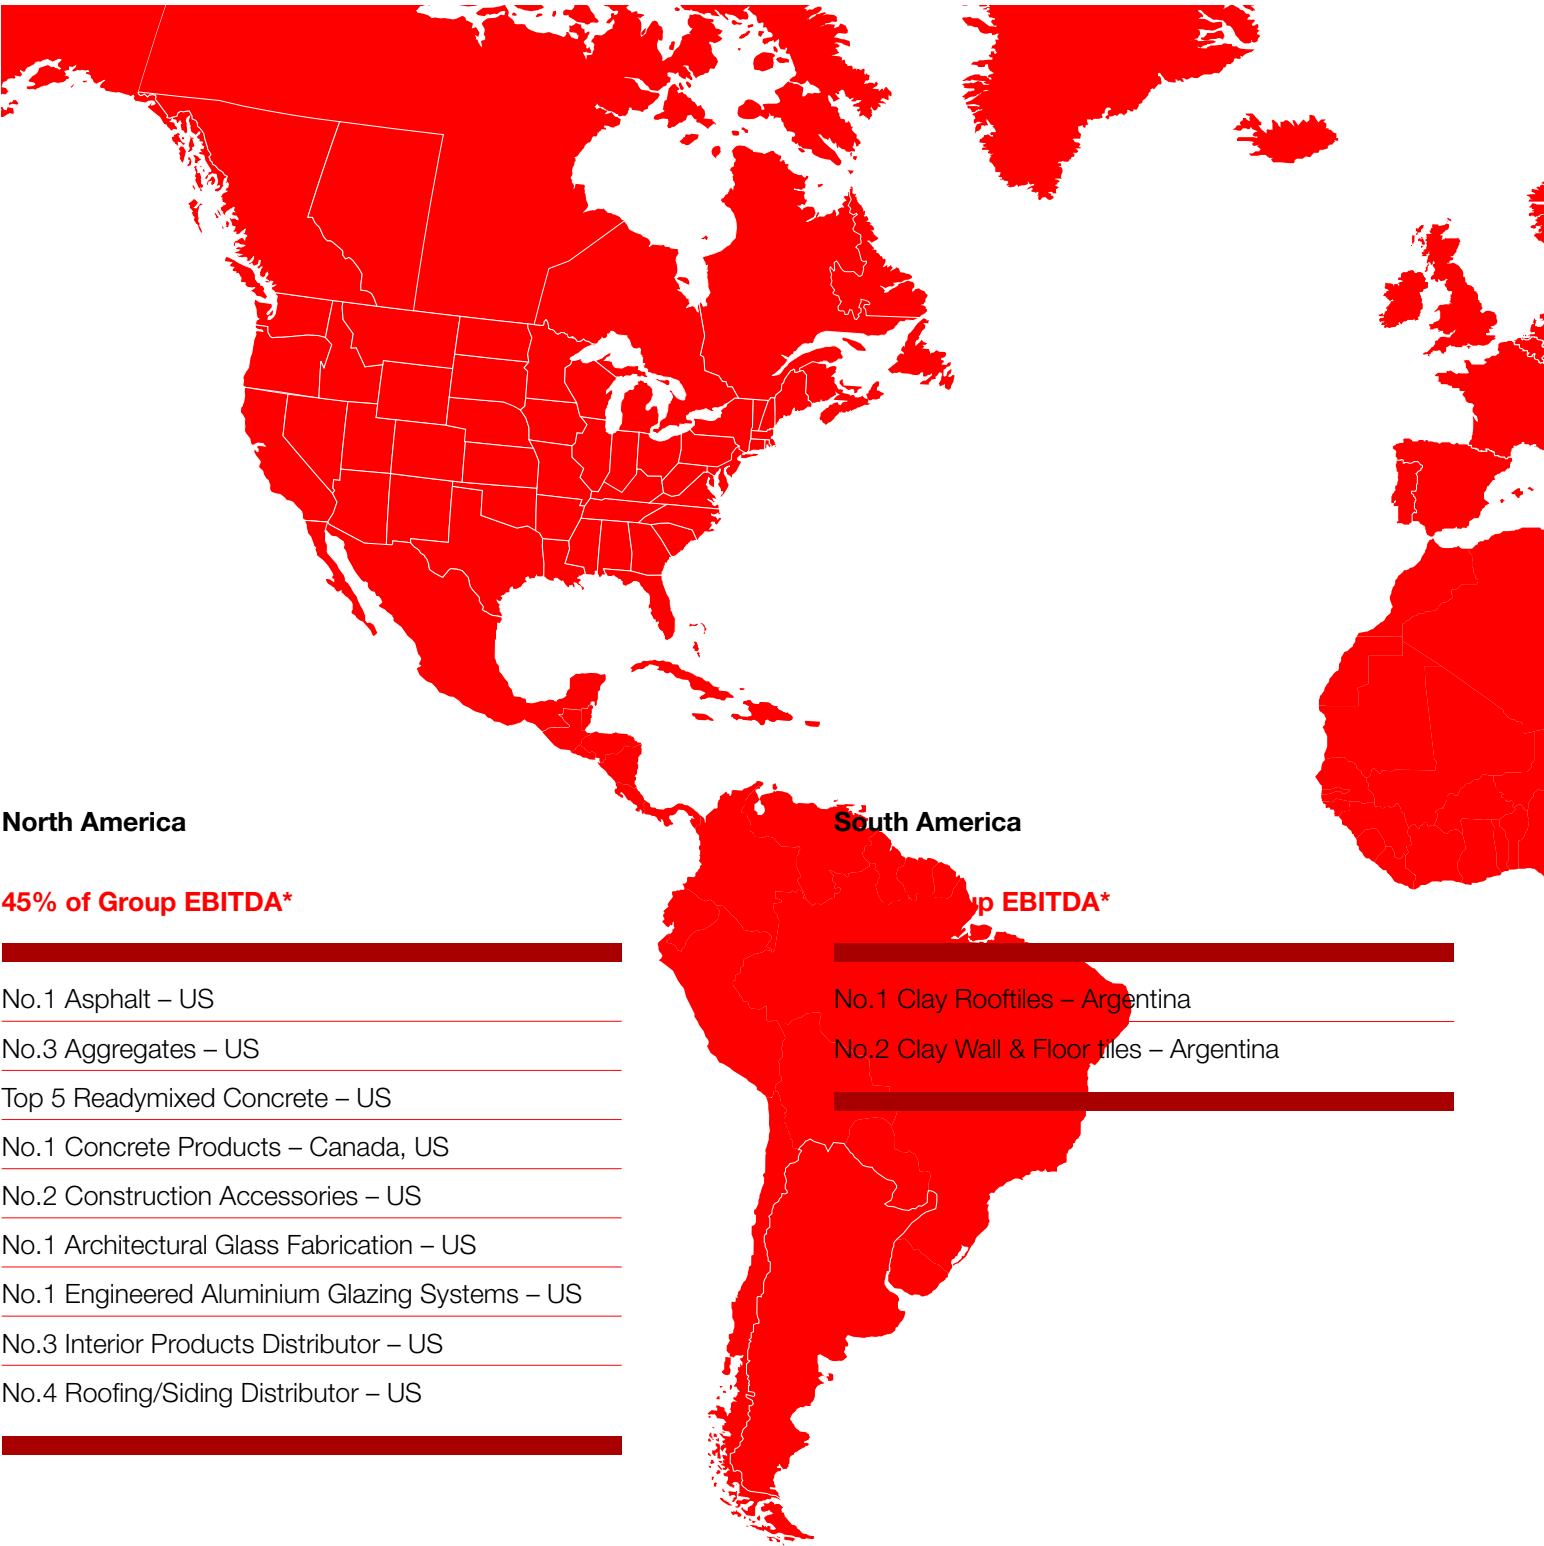 North America
45% of Group EBITDA*
No.1 Asphalt – US
No.3 Aggregates – US
Top 5 Readymixed Concrete – US
No.1 Concrete Products – Canada, US
No.2 Construction Accessories – US
No.1 Architectural Glass Fabrication – US
No.1 Engineered Aluminium Glazing Systems – US
No.3 Interior Products Distributor – US
No.4 Roofing/Siding Distributor – US
South America
EBITDA*
No.1 Clay Rooftiles – Argentina
No.2 Clay Wall & Floor tiles – Argentina